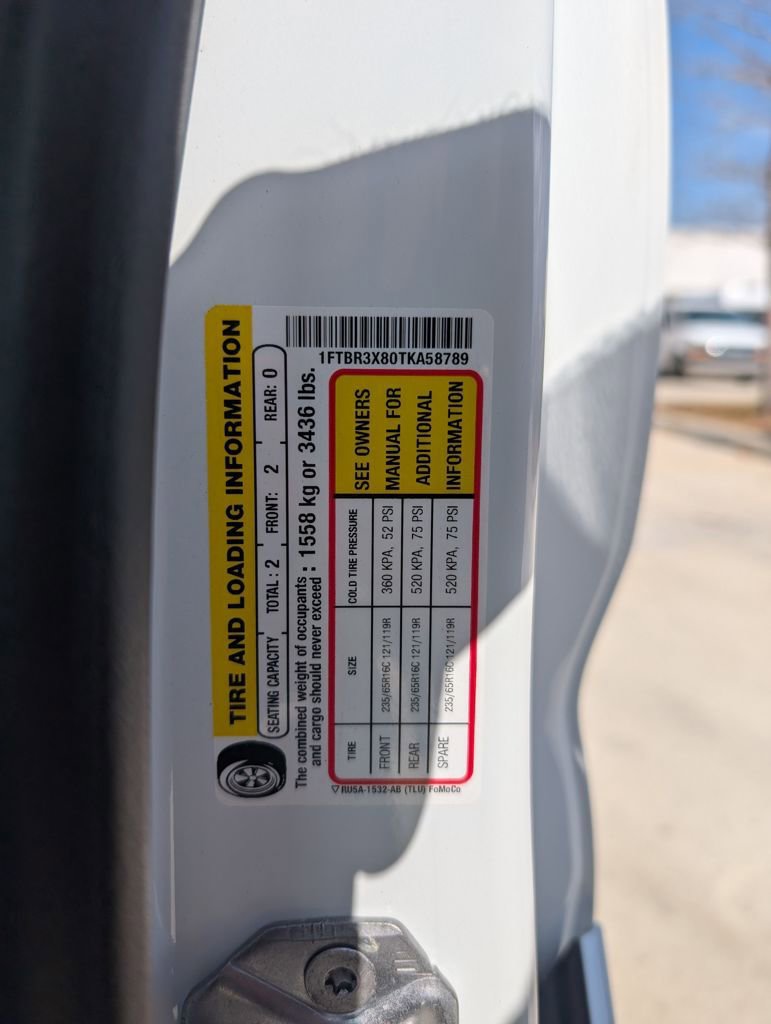 TIRE AND LOADING INFORMATION
SEATING CAPACITY TOTAL: 2 FRONT: 2 REAR: 0
The combined weight of occupants
and cargo should never exceed : 1558 kg or 3436 lbs.
1FTBR3X80TKA58789
TIRE SIZE COLD TIRE PRESSURE
FRONT 235/65R16C 121/119R 360 KPA, 52 PSI
REAR 235/65R16C 121/119R 520 KPA, 75 PSI
SPARE 235/65R16C 121/119R 520 KPA, 75 PSI
SEE OWNERS
MANUAL FOR
ADDITIONAL
INFORMATION
RU5A-1532-AB (TLU) FoMoCo